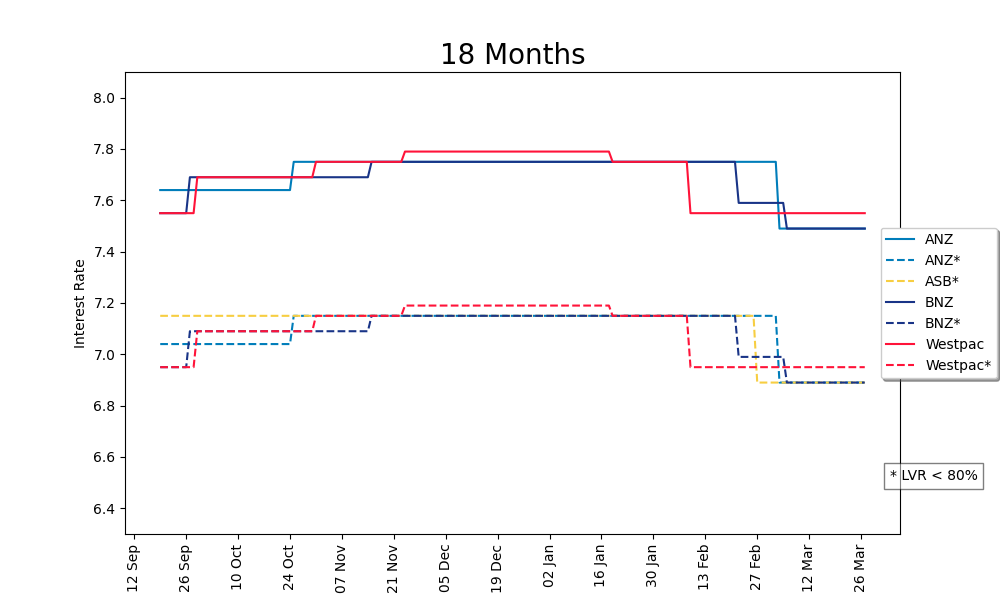 18 Months
8.0
7.8
7.6
7.4
7.2
7.0
6.8
6.6
6.4
Interest Rate
12 Sep
26 Sep
10 Oct
24 Oct
07 Nov
21 Nov
05 Dec
19 Dec
02 Jan
16 Jan
30 Jan
13 Feb
27 Feb
12 Mar
26 Mar
ANZ
ANZ*
ASB*
BNZ
BNZ*
Westpac
Westpac*
* LVR < 80%